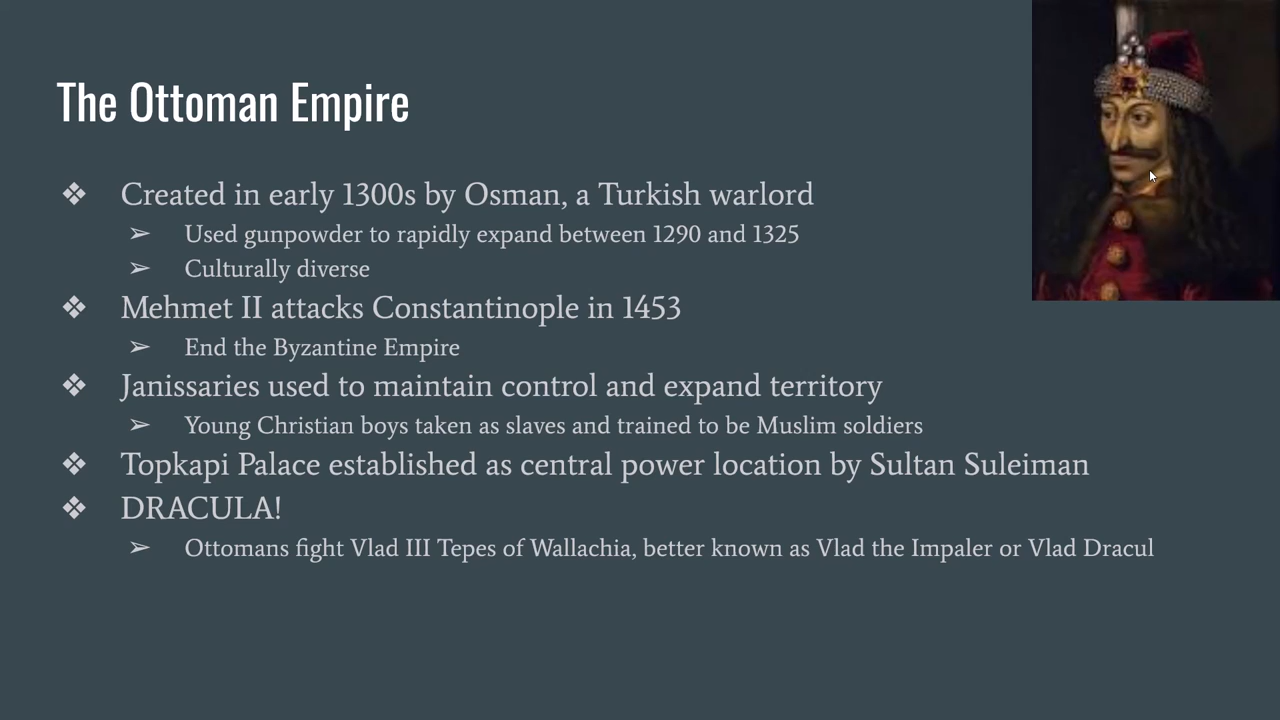 The Ottoman Empire
❖ Created in early 1300s by Osman, a Turkish warlord
➢ Used gunpowder to rapidly expand between 1290 and 1325
➢ Culturally diverse
❖ Mehmet II attacks Constantinople in 1453
➢ End the Byzantine Empire
❖ Janissaries used to maintain control and expand territory
➢ Young Christian boys taken as slaves and trained to be Muslim soldiers
❖ Topkapi Palace established as central power location by Sultan Suleiman
❖ DRACULA!
➢ Ottomans fight Vlad III Tepes of Wallachia, better known as Vlad the Impaler or Vlad Dracul